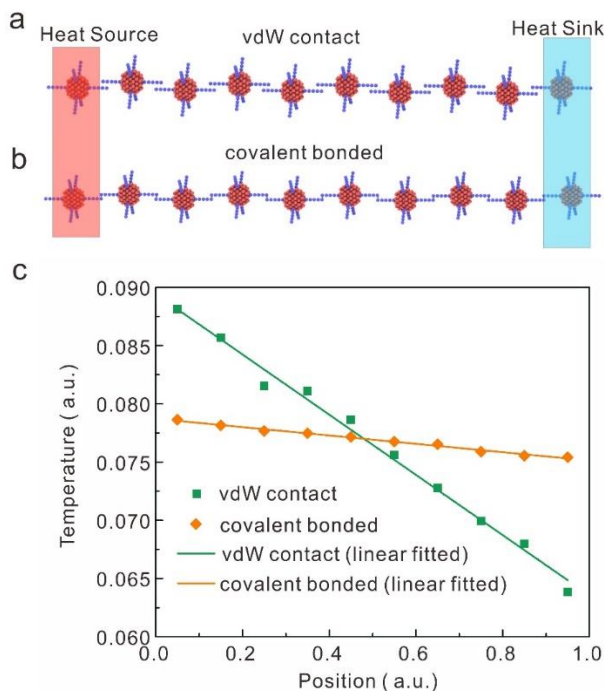 a
Heat Source
vdW contact
Heat Sink
b
covalent bonded
c
0.090
0.085
0.080
0.075
0.070
0.065
0.060
Temperature ( a.u.)
vdW contact
covalent bonded
vdW contact (linear fitted)
covalent bonded (linear fitted)
0.0 0.2 0.4 0.6 0.8 1.0
Position ( a.u.)